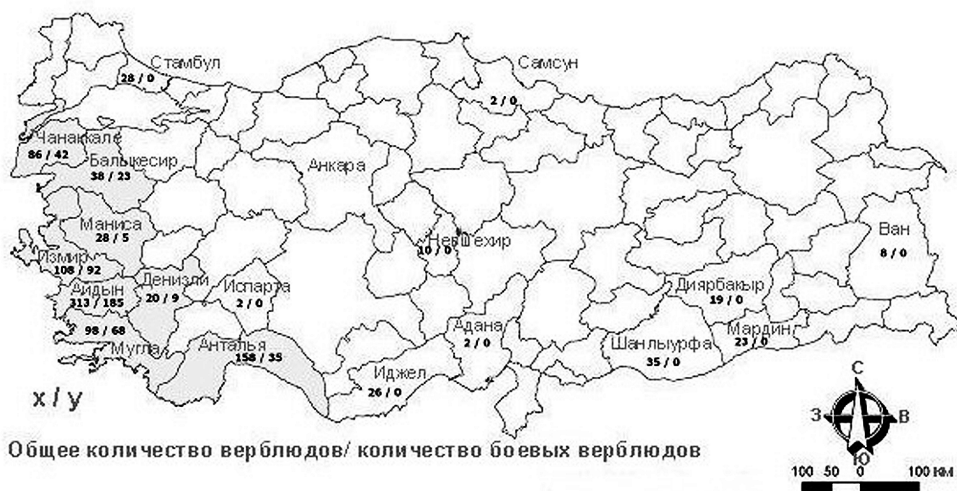 Стамбул
28 / 0
Самсун
2 / 0
Чанаккале
86 / 42
Балыкесир
38 / 23
Анкара
Маниса
28 / 5
Невшехир
10 / 0
Ван
8 / 0
Измир
108 / 92
Айдын
313 / 185
Денизли
20 / 9
Испарта
2 / 0
Диярбакыр
19 / 0
98 / 68
Мугла
Анталья
158 / 35
Адана
2 / 0
Шанлыурфа
35 / 0
Мардин
23 / 0
Иджел
26 / 0
x / y
С
З
В
Ю
Общее количество верблюдов/ количество боевых верблюдов
100 50 0 100 км